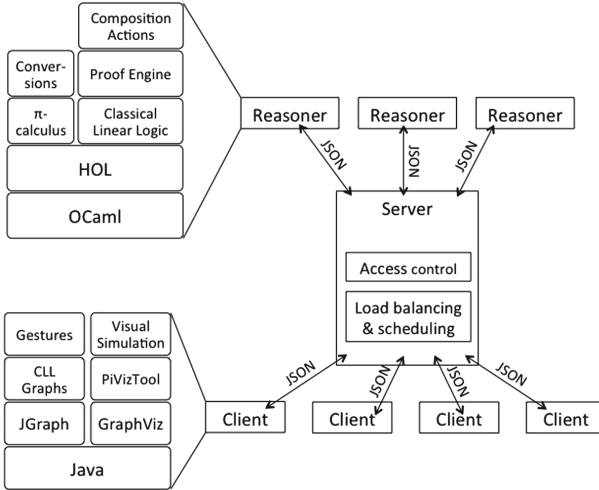 Composition
Actions
Conver-
sions
Proof Engine
π-
calculus
Classical
Linear Logic
HOL
OCaml
Reasoner
Reasoner
Reasoner
JSON
JSON
JSON
Server
Access control
Load balancing
& scheduling
JSON
JSON
JSON
JSON
Gestures
Visual
Simulation
CLL
Graphs
PiVizTool
JGraph
GraphViz
Java
Client
Client
Client
Client